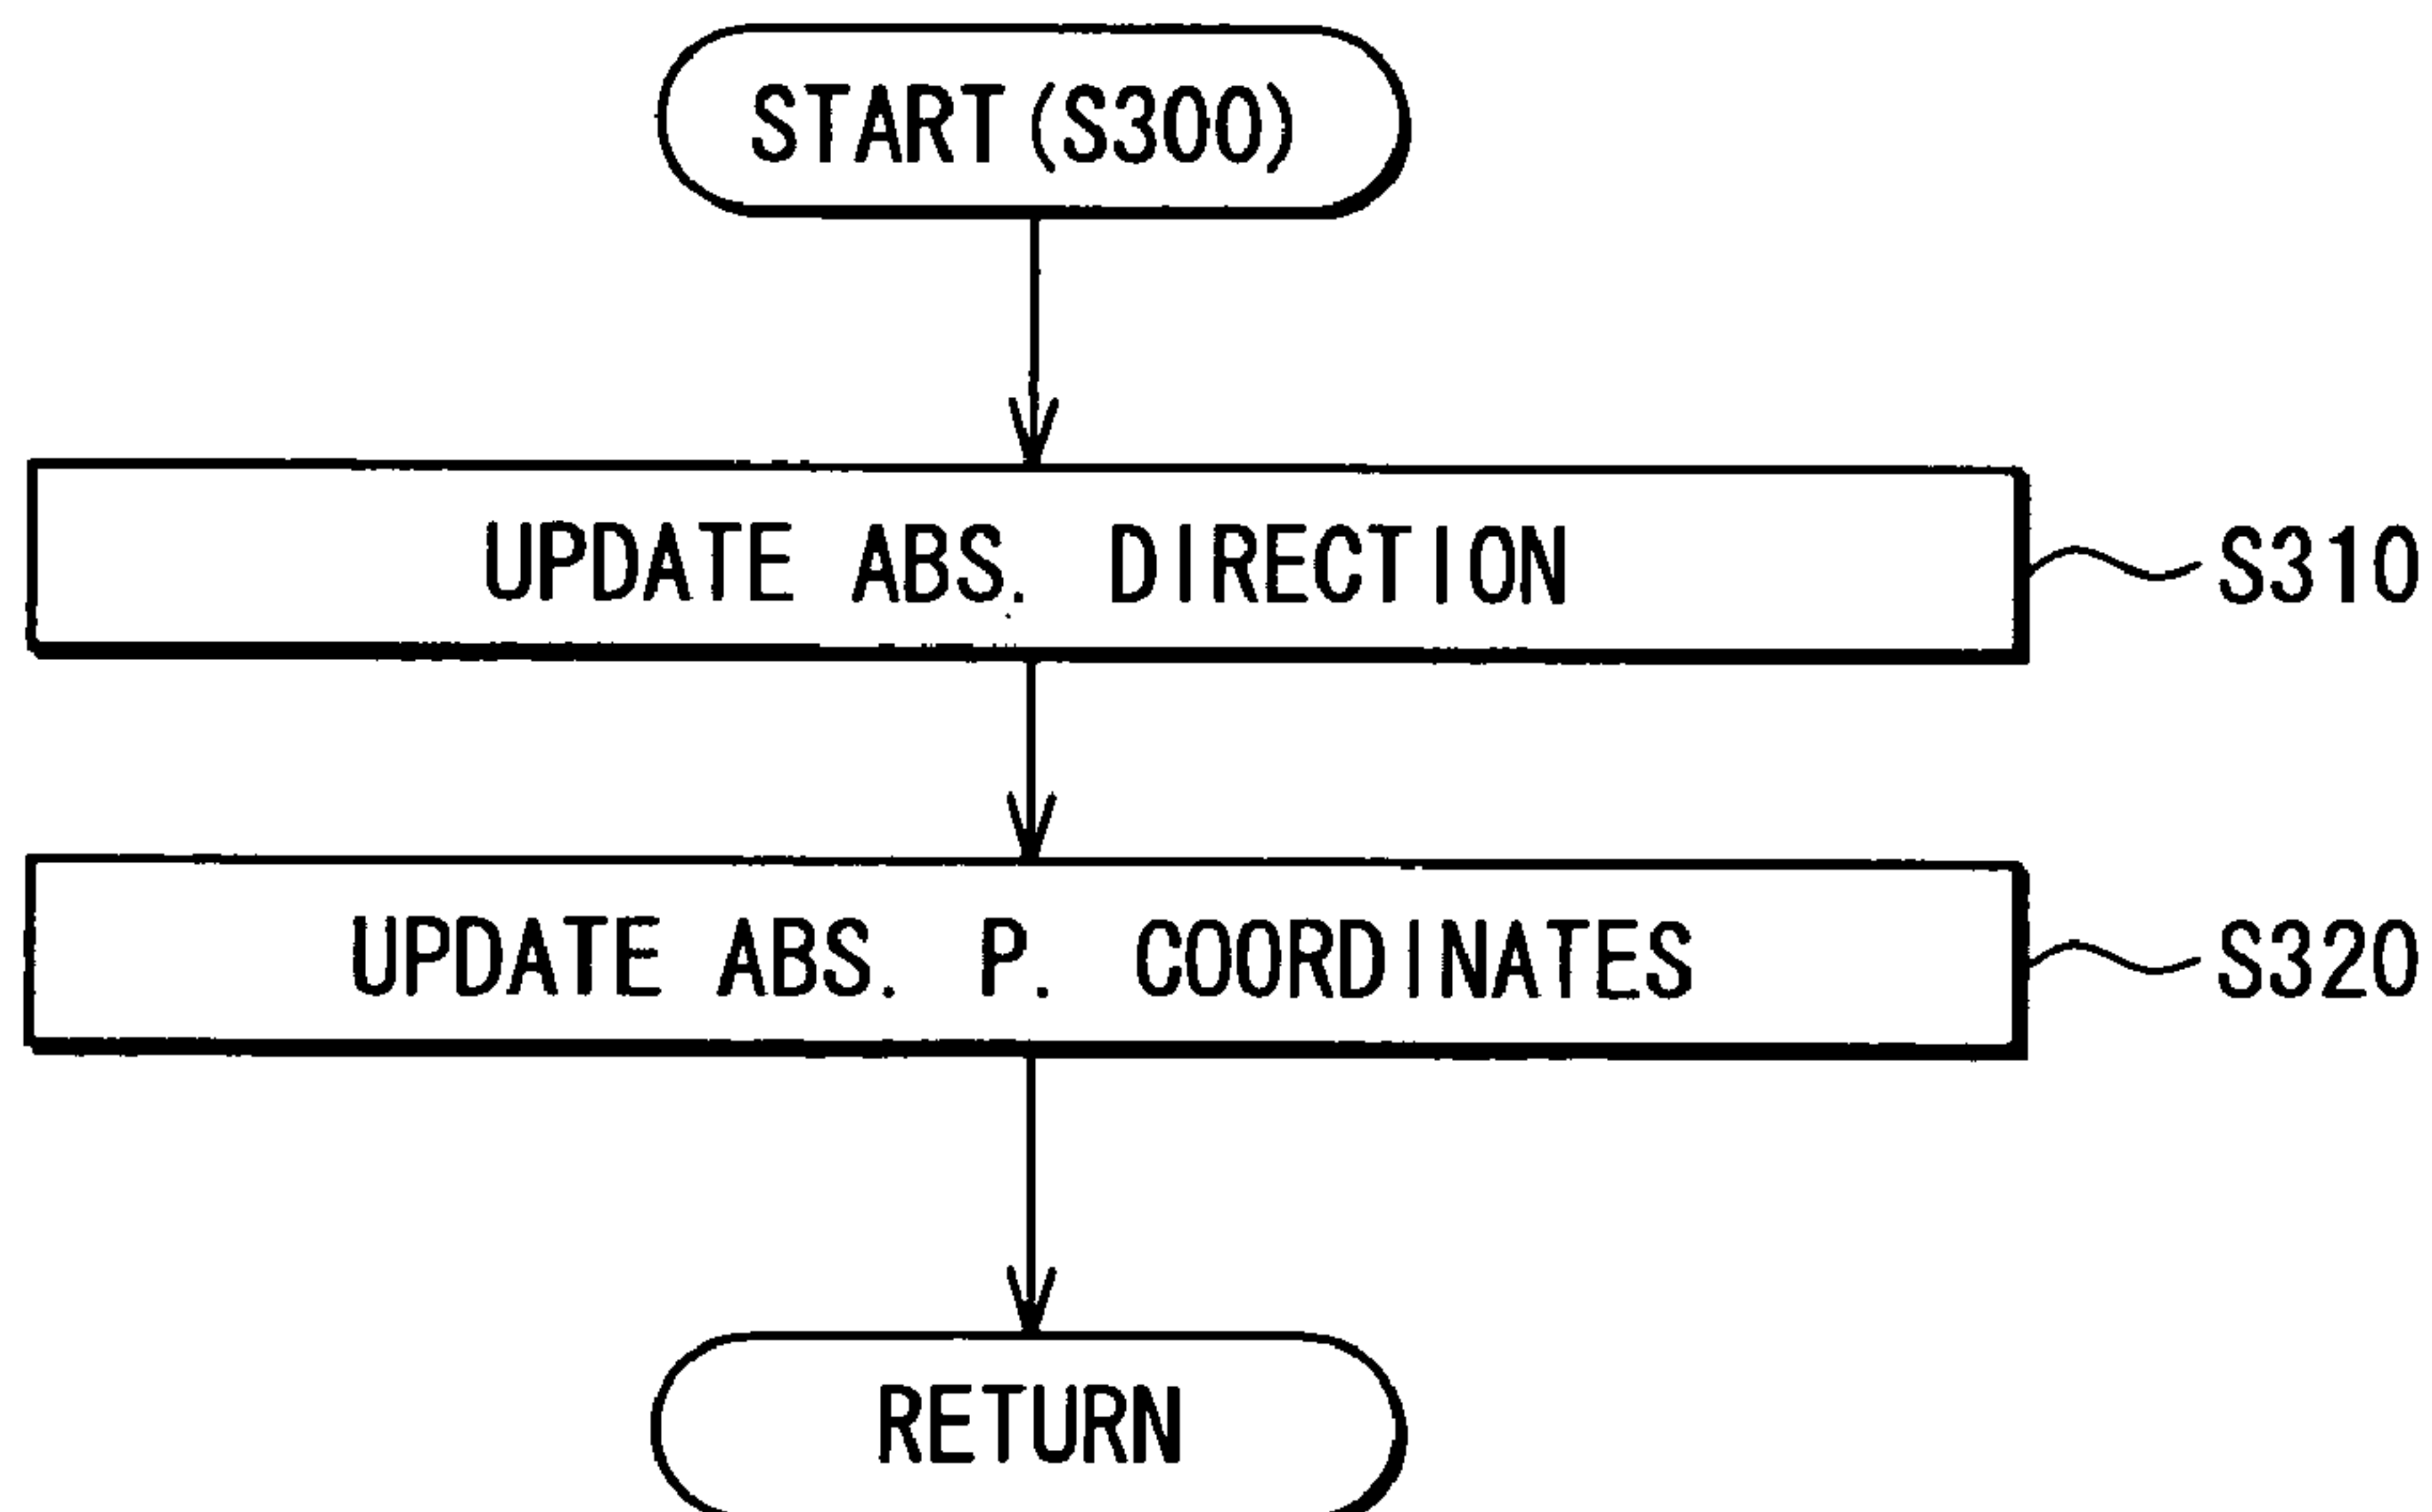 START (S300)
UPDATE ABS. DIRECTION
S310
UPDATE ABS. P. COORDINATES
S320
RETURN